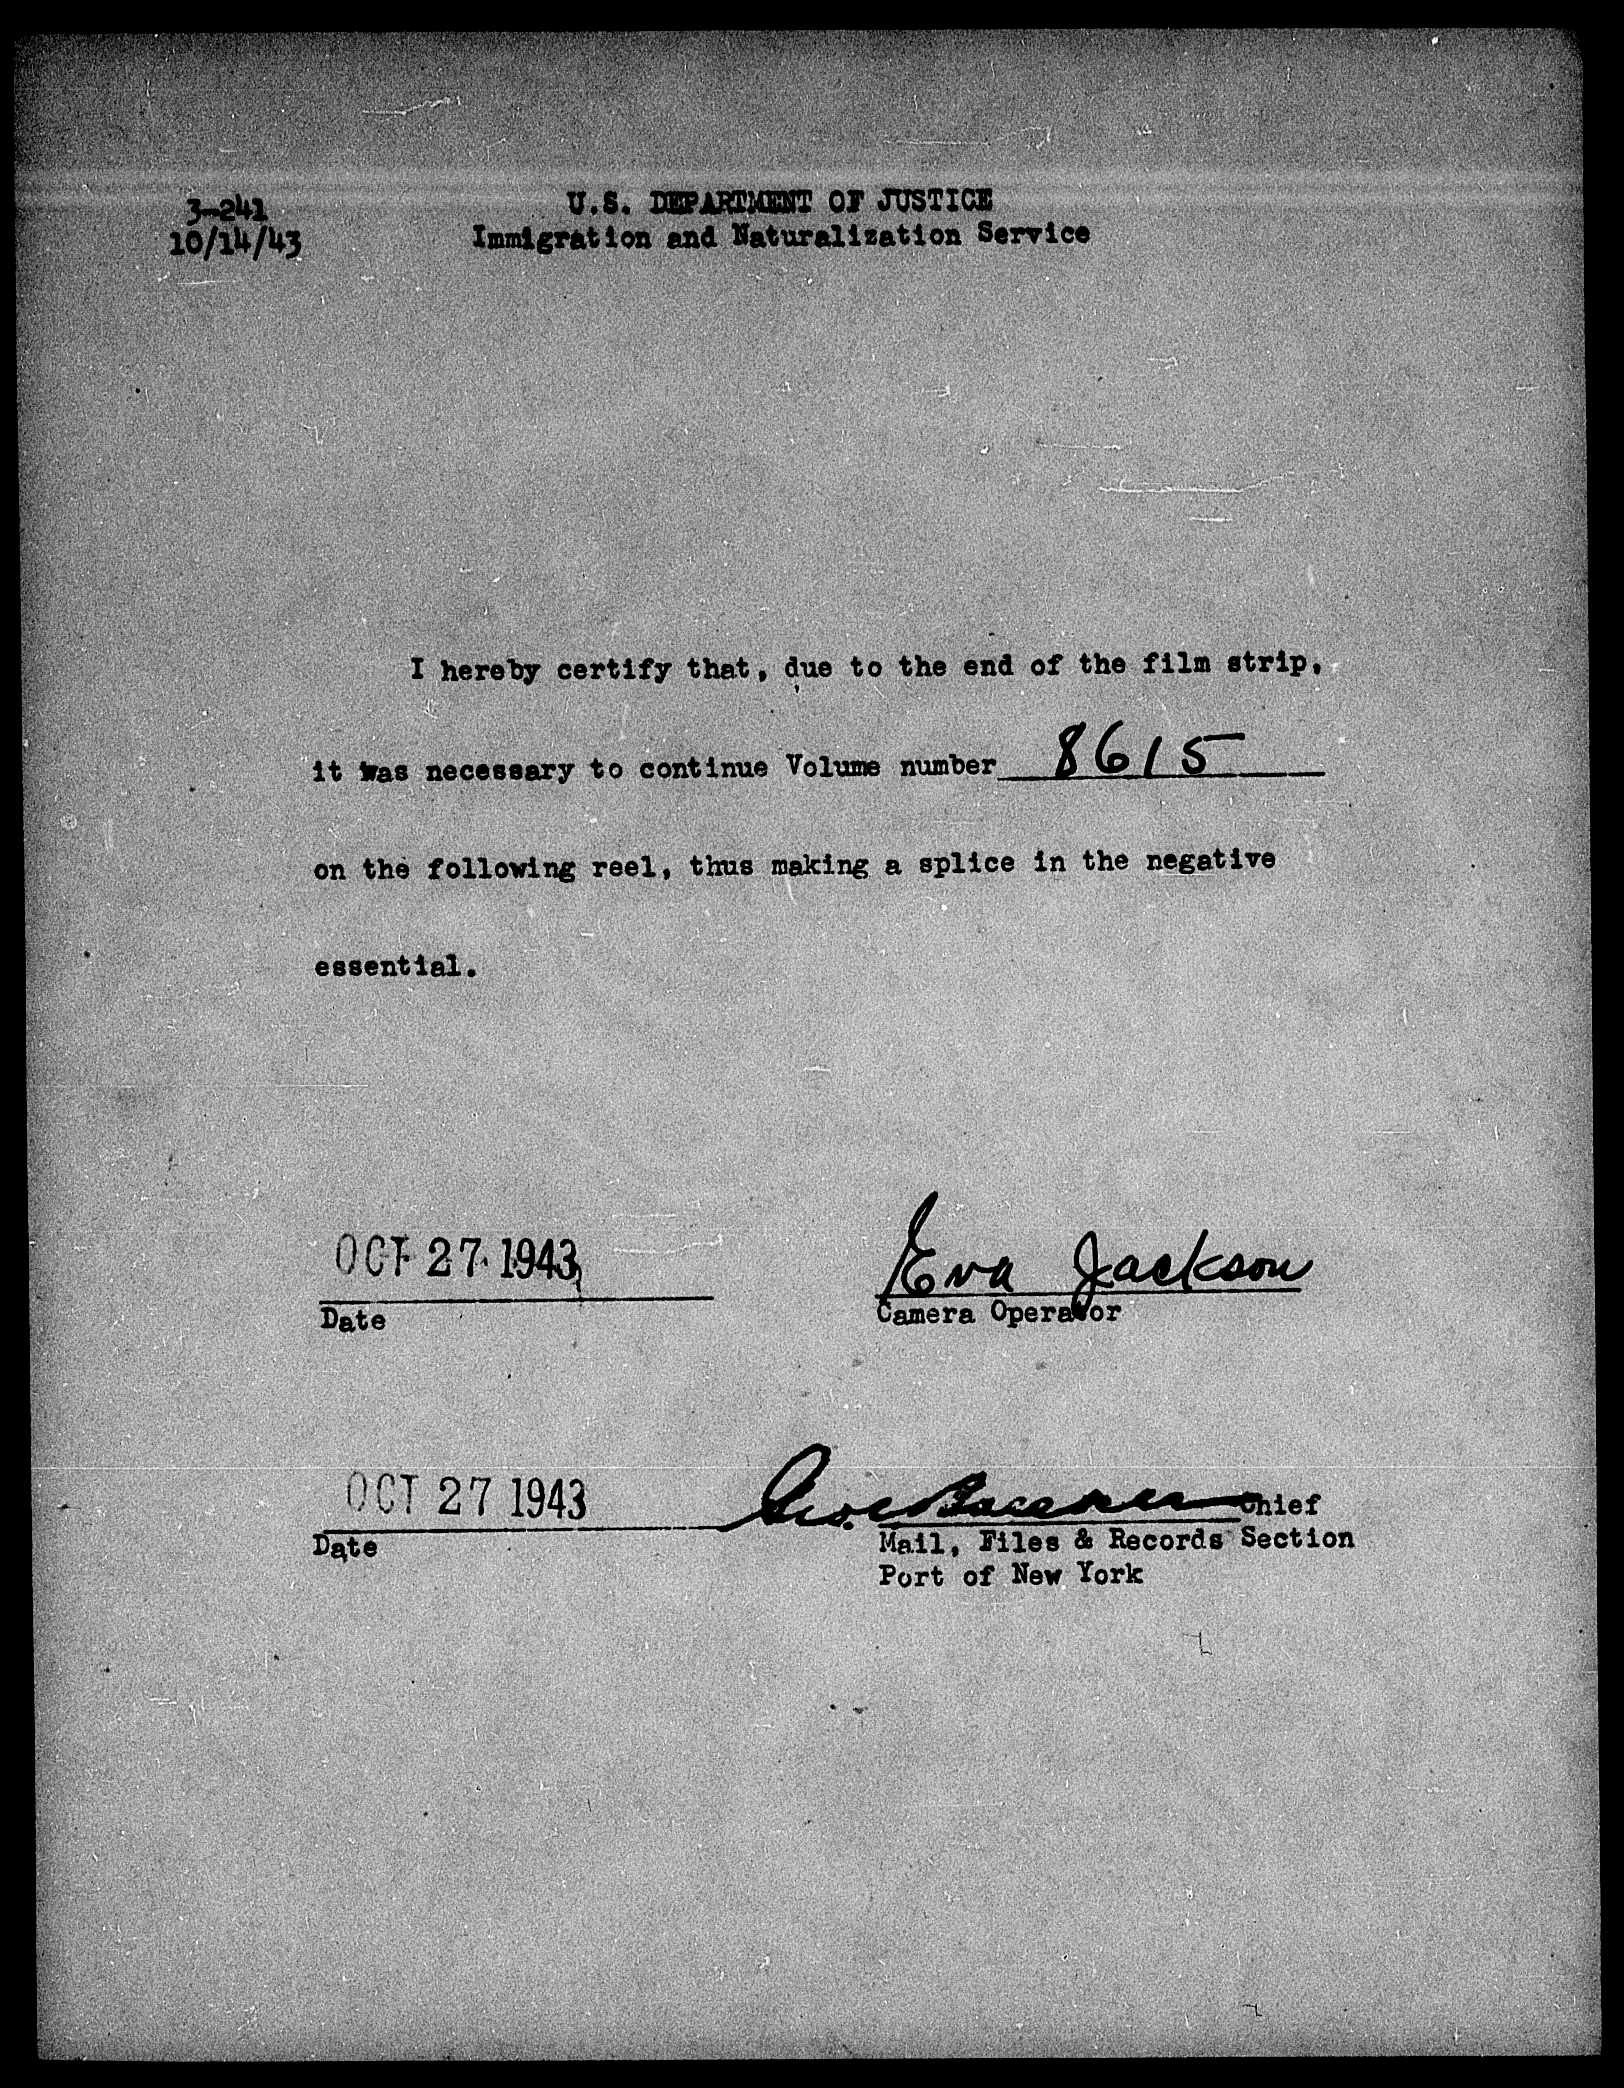 3-241
10/14/43
U.S. DEPARTMENT OF JUSTICE
Immigration and Naturalization Service
I hereby certify that, due to the end of the film strip,
it was necessary to continue Volume number 8615
on the following reel, thus making a splice in the negative
essential.
OCT 27 1943
Date
Eva Jackson
Camera Operator
OCT 27 1943
Date
Chief
Mail, Files & Records Section
Port of New York